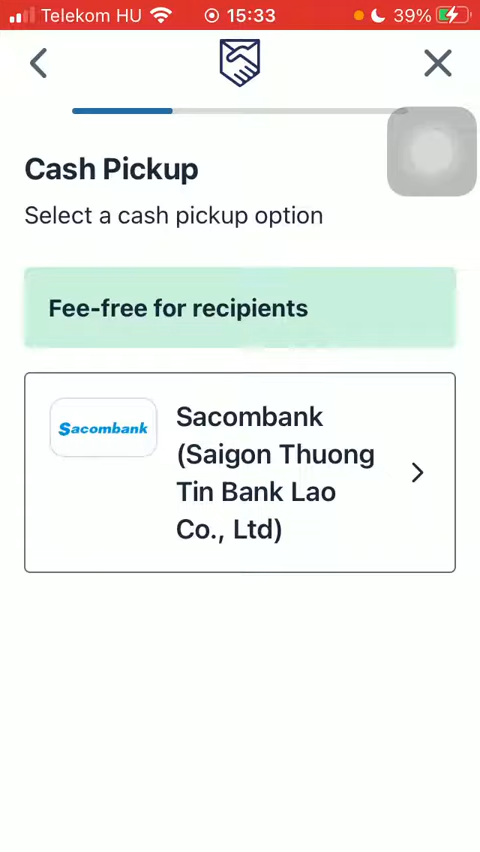 Telekom HU 15:33 39%
Cash Pickup
Select a cash pickup option
Fee-free for recipients
Sacombank
Sacombank
(Saigon Thuong
Tin Bank Lao
Co., Ltd)